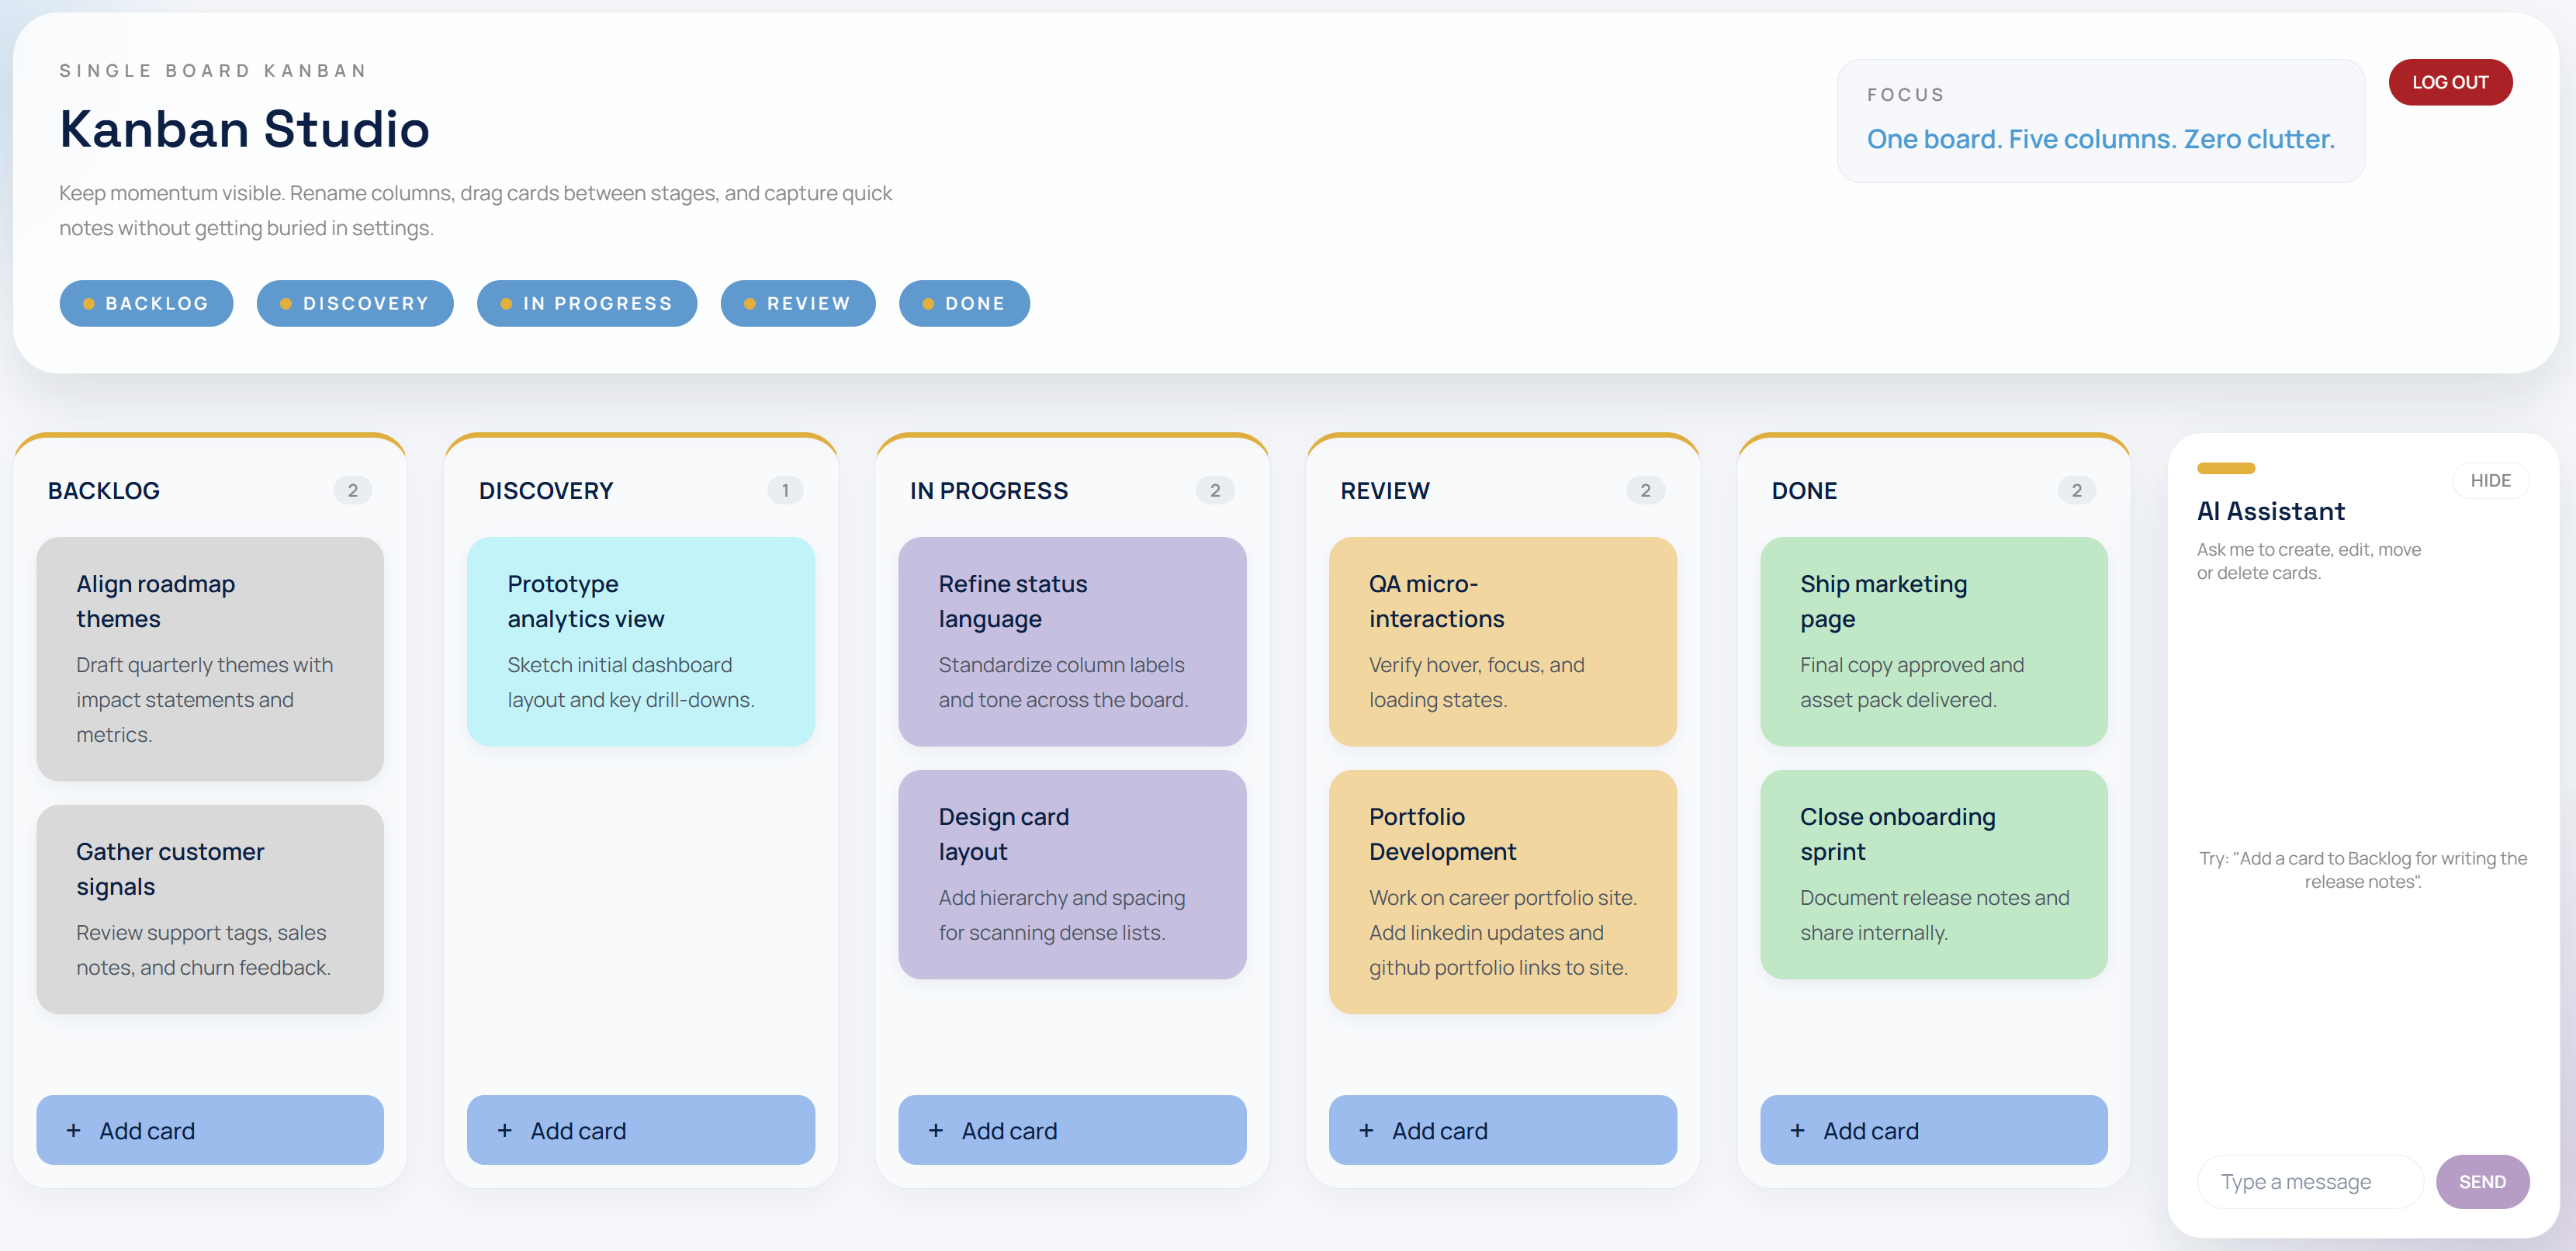 SINGLE BOARD KANBAN
Kanban Studio
Keep momentum visible. Rename columns, drag cards between stages, and capture quick
notes without getting buried in settings.
BACKLOG
DISCOVERY
IN PROGRESS
REVIEW
DONE
FOCUS
One board. Five columns. Zero clutter.
LOG OUT
BACKLOG
2
Align roadmap
themes
Draft quarterly themes with
impact statements and
metrics.
Gather customer
signals
Review support tags, sales
notes, and churn feedback.
+ Add card
DISCOVERY
1
Prototype
analytics view
Sketch initial dashboard
layout and key drill-downs.
+ Add card
IN PROGRESS
2
Refine status
language
Standardize column labels
and tone across the board.
Design card
layout
Add hierarchy and spacing
for scanning dense lists.
+ Add card
REVIEW
2
QA micro-
interactions
Verify hover, focus, and
loading states.
Portfolio
Development
Work on career portfolio site.
Add linkedin updates and
github portfolio links to site.
+ Add card
DONE
2
Ship marketing
page
Final copy approved and
asset pack delivered.
Close onboarding
sprint
Document release notes and
share internally.
+ Add card
HIDE
AI Assistant
Ask me to create, edit, move
or delete cards.
Try: "Add a card to Backlog for writing the
release notes".
Type a message
SEND